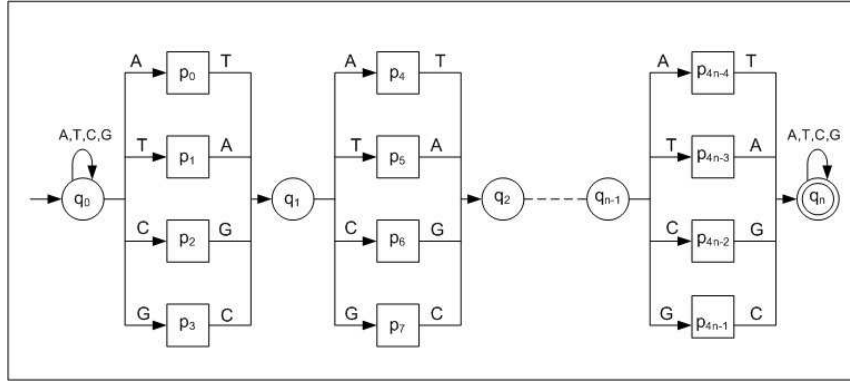 A p₀ T A p₄ T A p₄ₙ₋₄ T
A,T,C,G T p₁ A T p₅ A T p₄ₙ₋₃ A A,T,C,G
q₀ q₁ q₂ qₙ₋₁ qₙ
C p₂ G C p₆ G C p₄ₙ₋₂ G
G p₃ C G p₇ C G p₄ₙ₋₁ C